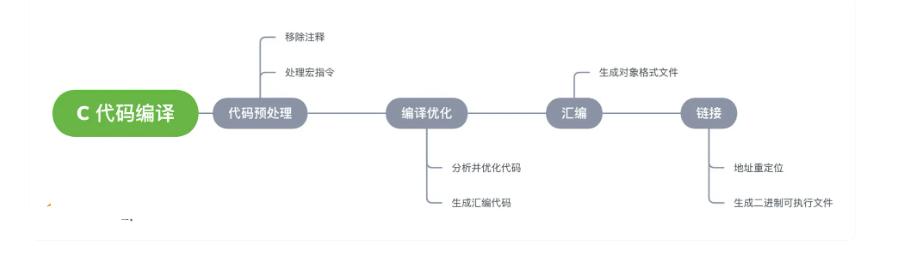 移除注释
处理宏指令
生成对象格式文件
C 代码编译
代码预处理
编译优化
汇编
链接
分析并优化代码
生成汇编代码
地址重定位
生成二进制可执行文件